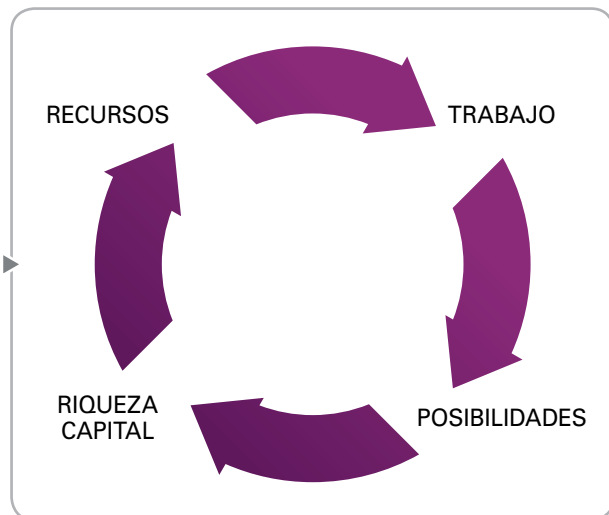 RECURSOS
TRABAJO
POSIBILIDADES
RIQUEZA
CAPITAL